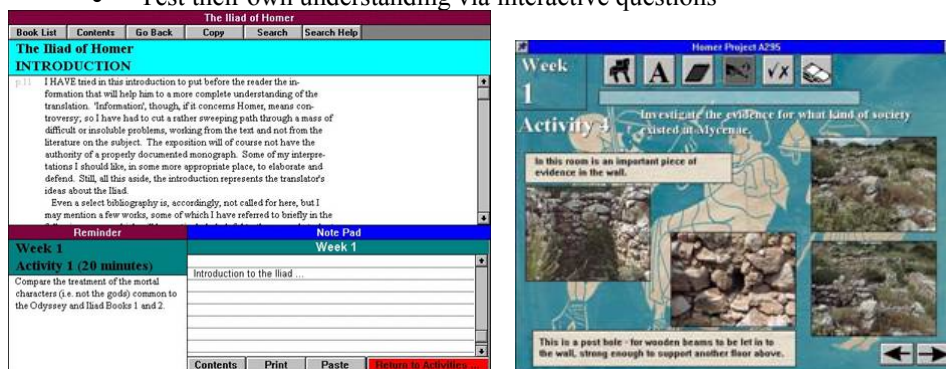 Test their own understanding via interactive questions
The Iliad of Homer
Book List Contents Go Back Copy Search Search Help
The Iliad of Homer
INTRODUCTION
p.11 I HAVE tried in this introduction to put before the reader the in-
formation that will help him to a more complete understanding of the
translation. 'Information', though, if it concerns Homer, means con-
troversy; so I have had to cut a rather sweeping path through a mass of
difficult or insoluble problems, working from the text and not from the
literature on the subject. The exposition will of course not have the
authority of a properly documented monograph. Some of my interpre-
tations I should like, in some more appropriate place, to elaborate and
defend. Still, all this aside, the introduction represents the translator's
ideas about the Iliad.
Even a select bibliography is, accordingly, not called for here, but I
may mention a few works, some of which I have referred to briefly in the
Reminder
Week 1
Activity 1 (20 minutes)
Compare the treatment of the mortal
characters (i.e. not the gods) common to
the Odyssey and Iliad Books 1 and 2.
Note Pad
Week 1
Introduction to the Iliad ...
Contents Print Paste Return to Activities ...
Homer Project A295
Week
1
A
√x
Activity 4
Investigate the evidence for what kind of society
existed at Mycenae.
In this room is an important piece of
evidence in the wall.
This is a post hole - for wooden beams to be let in to
the wall, strong enough to support another floor above.